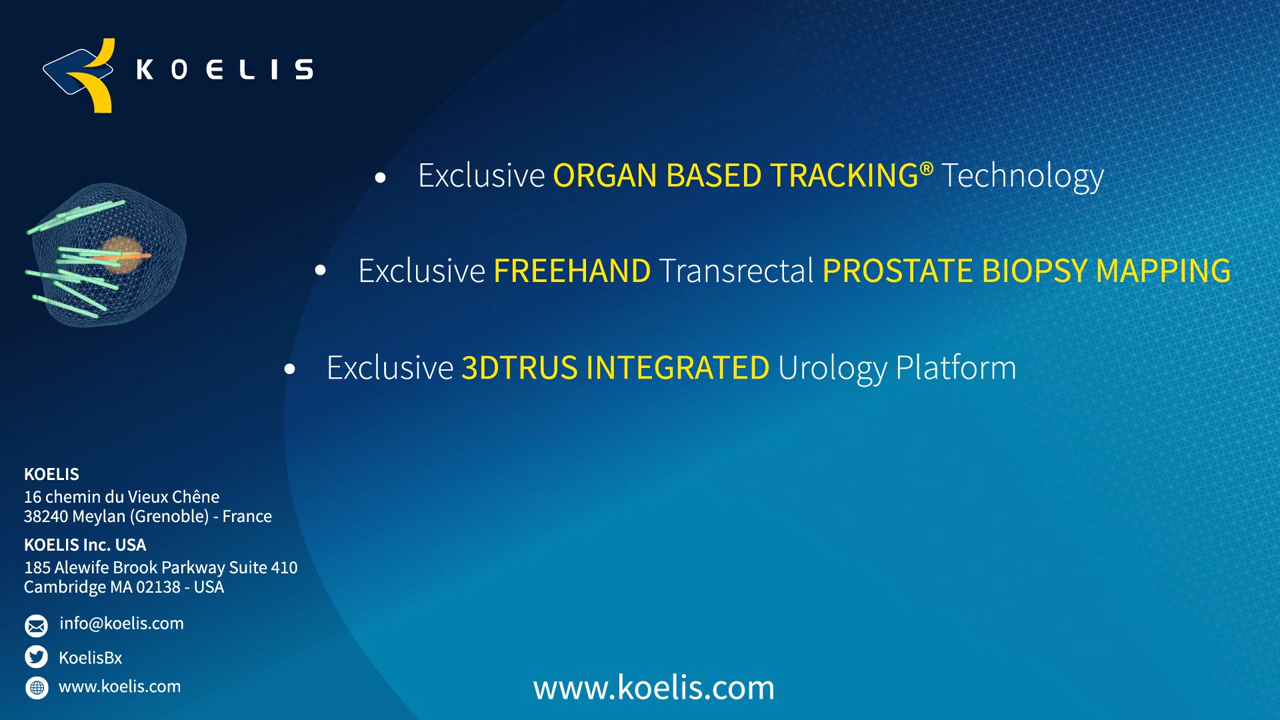 KOELIS
Exclusive ORGAN BASED TRACKING® Technology
Exclusive FREEHAND Transrectal PROSTATE BIOPSY MAPPING
Exclusive 3DTRUS INTEGRATED Urology Platform
KOELIS
16 chemin du Vieux Chêne
38240 Meylan (Grenoble) - France
KOELIS Inc. USA
185 Alewife Brook Parkway Suite 410
Cambridge MA 02138 - USA
info@koelis.com
KoelisBx
www.koelis.com
www.koelis.com